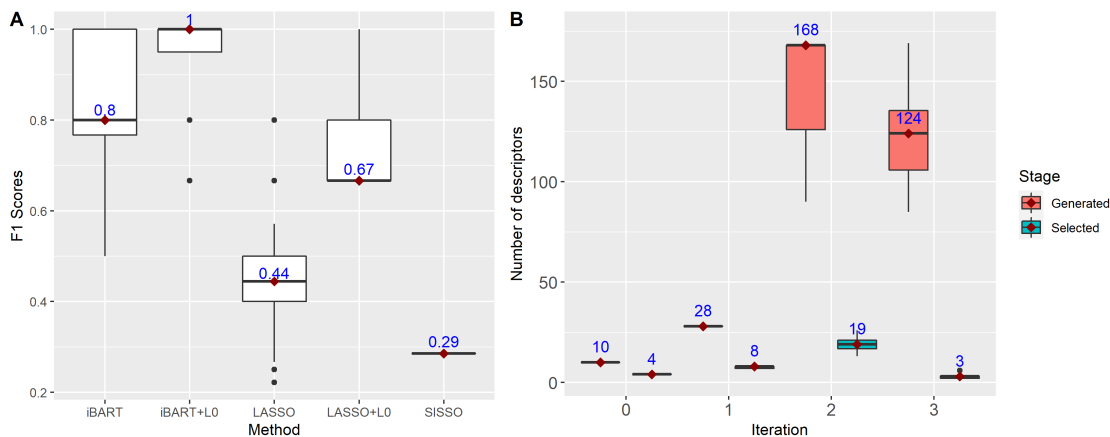 A
F1 Scores
1.0
0.8
0.6
0.4
0.2
0.8
1
0.44
0.67
0.29
iBART
iBART+L0
LASSO
LASSO+L0
SISSO
Method
B
Number of descriptors
150
100
50
0
10
4
28
8
168
19
124
3
0
1
2
3
Iteration
Stage
Generated
Selected